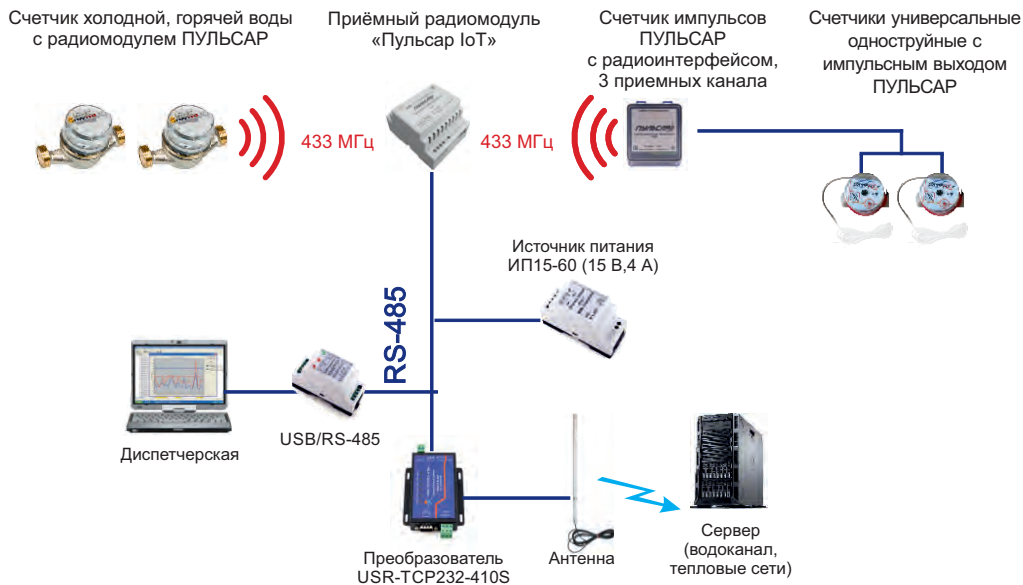 Счетчик холодной, горячей воды
с радиомодулем ПУЛЬСАР
Приёмный радиомодуль
«Пульсар IoT»
Счетчик импульсов
ПУЛЬСАР
с радиоинтерфейсом,
3 приемных канала
Счетчики универсальные
одноструйные с
импульсным выходом
ПУЛЬСАР
433 МГц
433 МГц
ПУЛЬСАР
Источник питания
ИП15-60 (15 В,4 А)
RS-485
USB/RS-485
Диспетчерская
Преобразователь
USR-TCP232-410S
Антенна
Сервер
(водоканал,
тепловые сети)